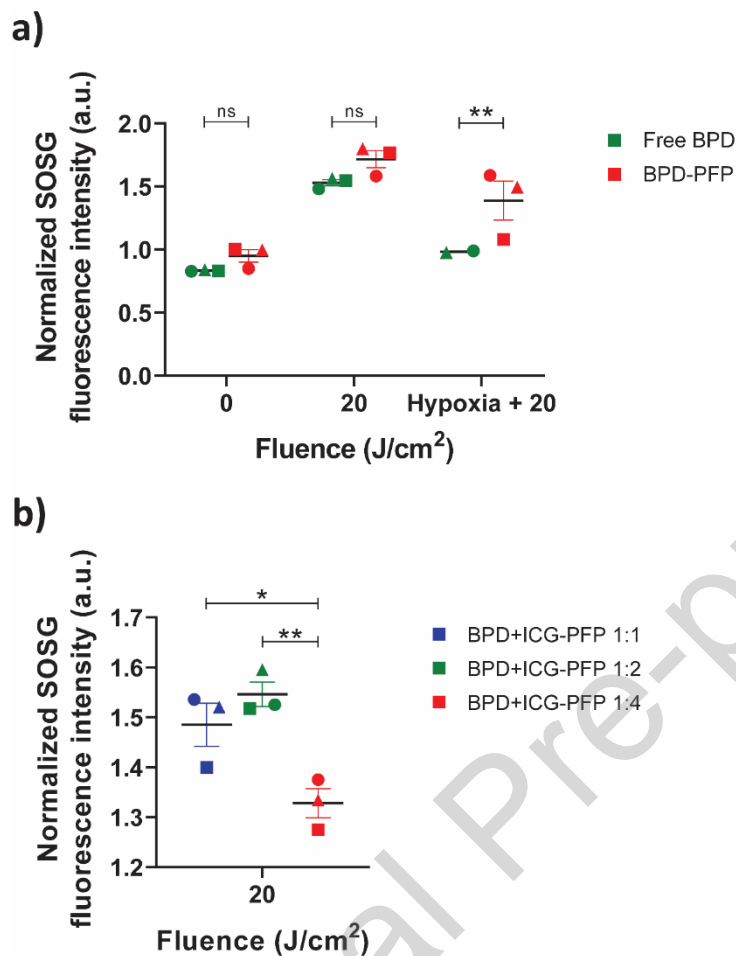 a)
ns
ns
**
Normalized SOSG
fluorescence intensity (a.u.)
2.0
1.5
1.0
0.5
0.0
0
20
Hypoxia + 20
Fluence (J/cm²)
Free BPD
BPD-PFP
b)
*
**
Normalized SOSG
fluorescence intensity (a.u.)
1.7
1.6
1.5
1.4
1.3
1.2
20
Fluence (J/cm²)
BPD+ICG-PFP 1:1
BPD+ICG-PFP 1:2
BPD+ICG-PFP 1:4
al Pre-p